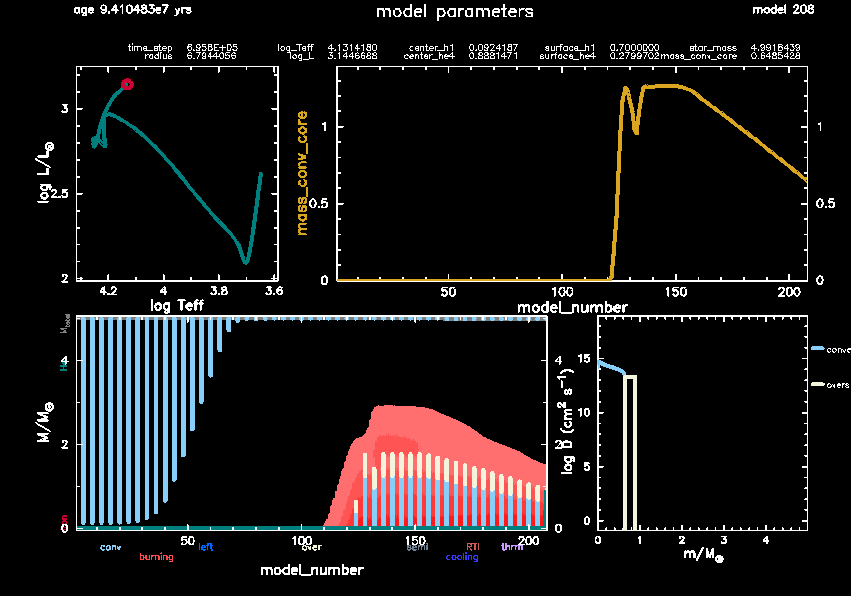 age 9.410483e7 yrs model parameters model 208
time_step 6.958E+05 log_Teff 4.1314180 center_h1 0.0924187 surface_h1 0.7000000 star_mass 4.9918439
radius 6.7944056 log_L 3.1446668 center_he4 0.8881471 surface_he4 0.2799702 mass_conv_core 0.6485428
log L/L⊙
3
2.5
2
4.2 4 3.8 3.6
log Teff
mass_conv_core
1 1
0.5 0.5
0 0
50 100 150 200
model_number
M/M⊙
Mtotal
He
4 4
2 2
0 0
50 100 150 200
conv left over semi RTI thrm
burning cooling
model_number
log D (cm² s⁻¹)
15
10
5
0
0 1 2 3 4
m/M⊙
conve
overs